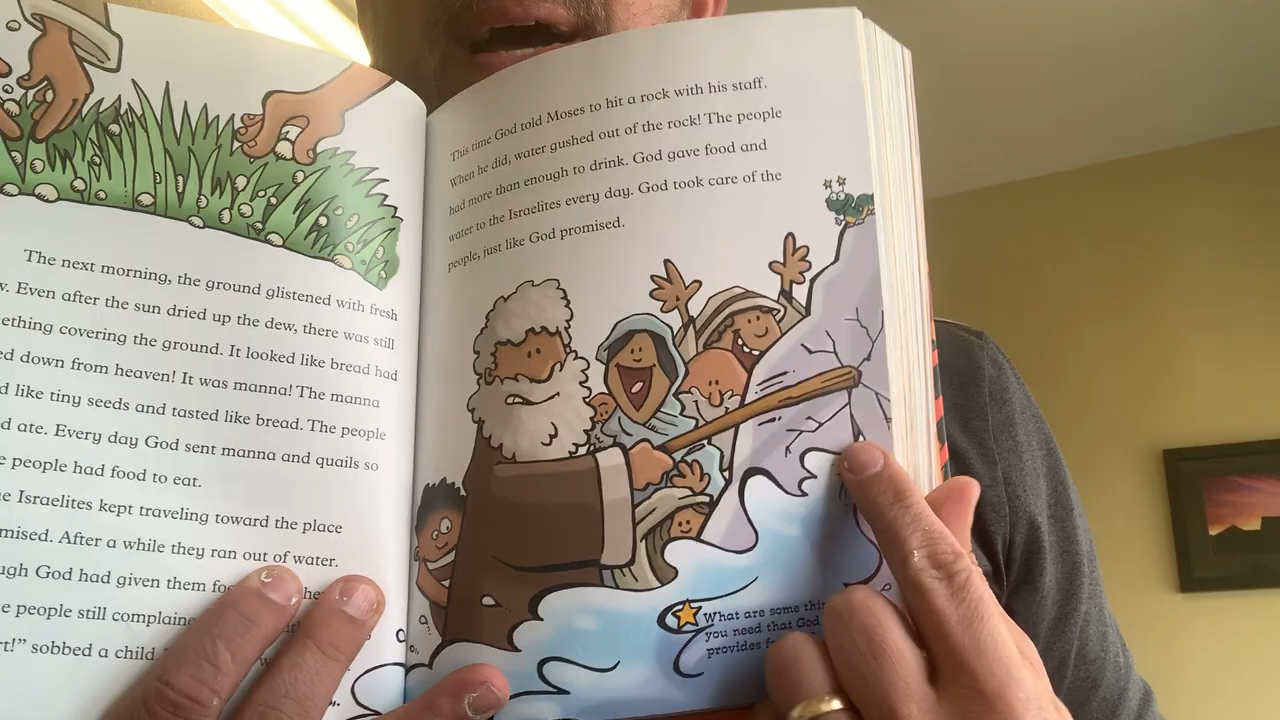 The next morning, the ground glistened with fresh
Even after the sun dried up the dew, there was still
ething covering the ground. It looked like bread had
ed down from heaven! It was manna! The manna
d like tiny seeds and tasted like bread. The people
d ate. Every day God sent manna and quails so
e people had food to eat.
e Israelites kept traveling toward the place
mised. After a while they ran out of water.
ugh God had given them
e people still
rt!" sobbed a child.
This time God told Moses to hit a rock with his staff.
When he did, water gushed out of the rock! The people
had more than enough to drink. God gave food and
water to the Israelites every day. God took care of the
people, just like God promised.
What are some
you need that God
provides